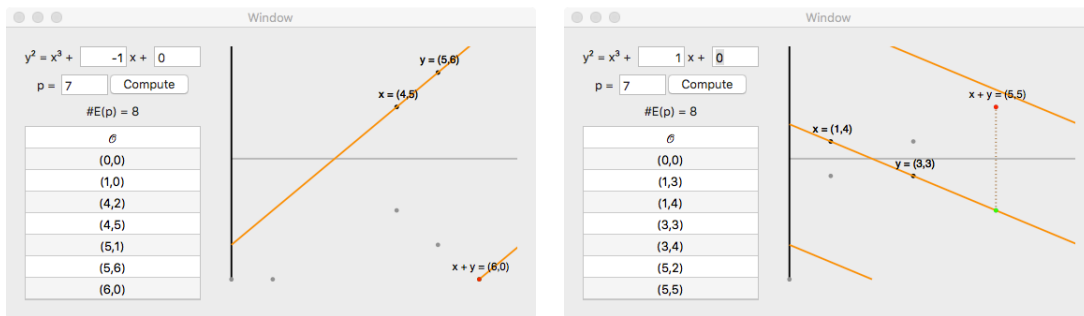 Window
y² = x³ + -1 x + 0
p = 7 Compute
#E(p) = 8
𝒪
(0,0)
(1,0)
(4,2)
(4,5)
(5,1)
(5,6)
(6,0)
y = (5,6)
x = (4,5)
x + y = (6,0)
Window
y² = x³ + 1 x + 0
p = 7 Compute
#E(p) = 8
𝒪
(0,0)
(1,3)
(1,4)
(3,3)
(3,4)
(5,2)
(5,5)
x + y = (5,5)
x = (1,4)
y = (3,3)